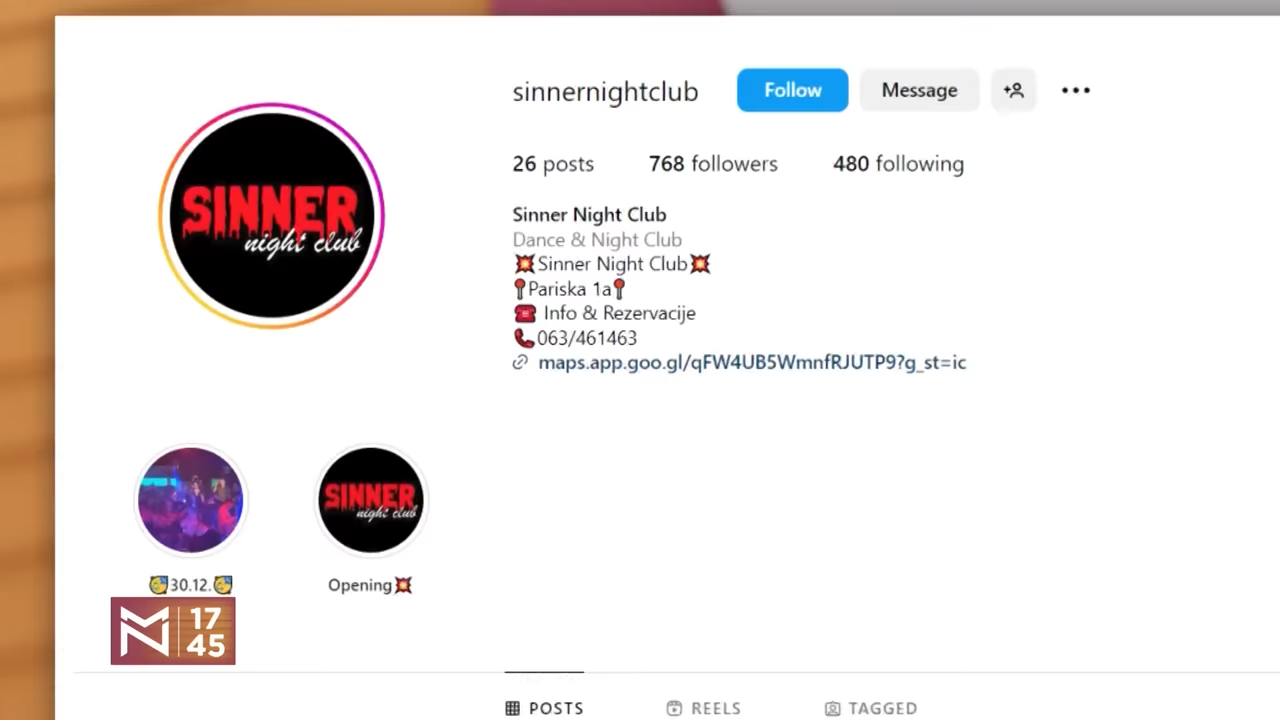 sinnernightclub Follow Message
26 posts 768 followers 480 following
SINNER
night club
Sinner Night Club
Dance & Night Club
💥Sinner Night Club💥
📍Pariska 1a📍
☎️ Info & Rezervacije
📞063/461463
maps.app.goo.gl/qFW4UB5WmnfRJUTP9?g_st=ic
SINNER
night club
🥳30.12.🥳 Opening💥
M 17
45
POSTS REELS TAGGED